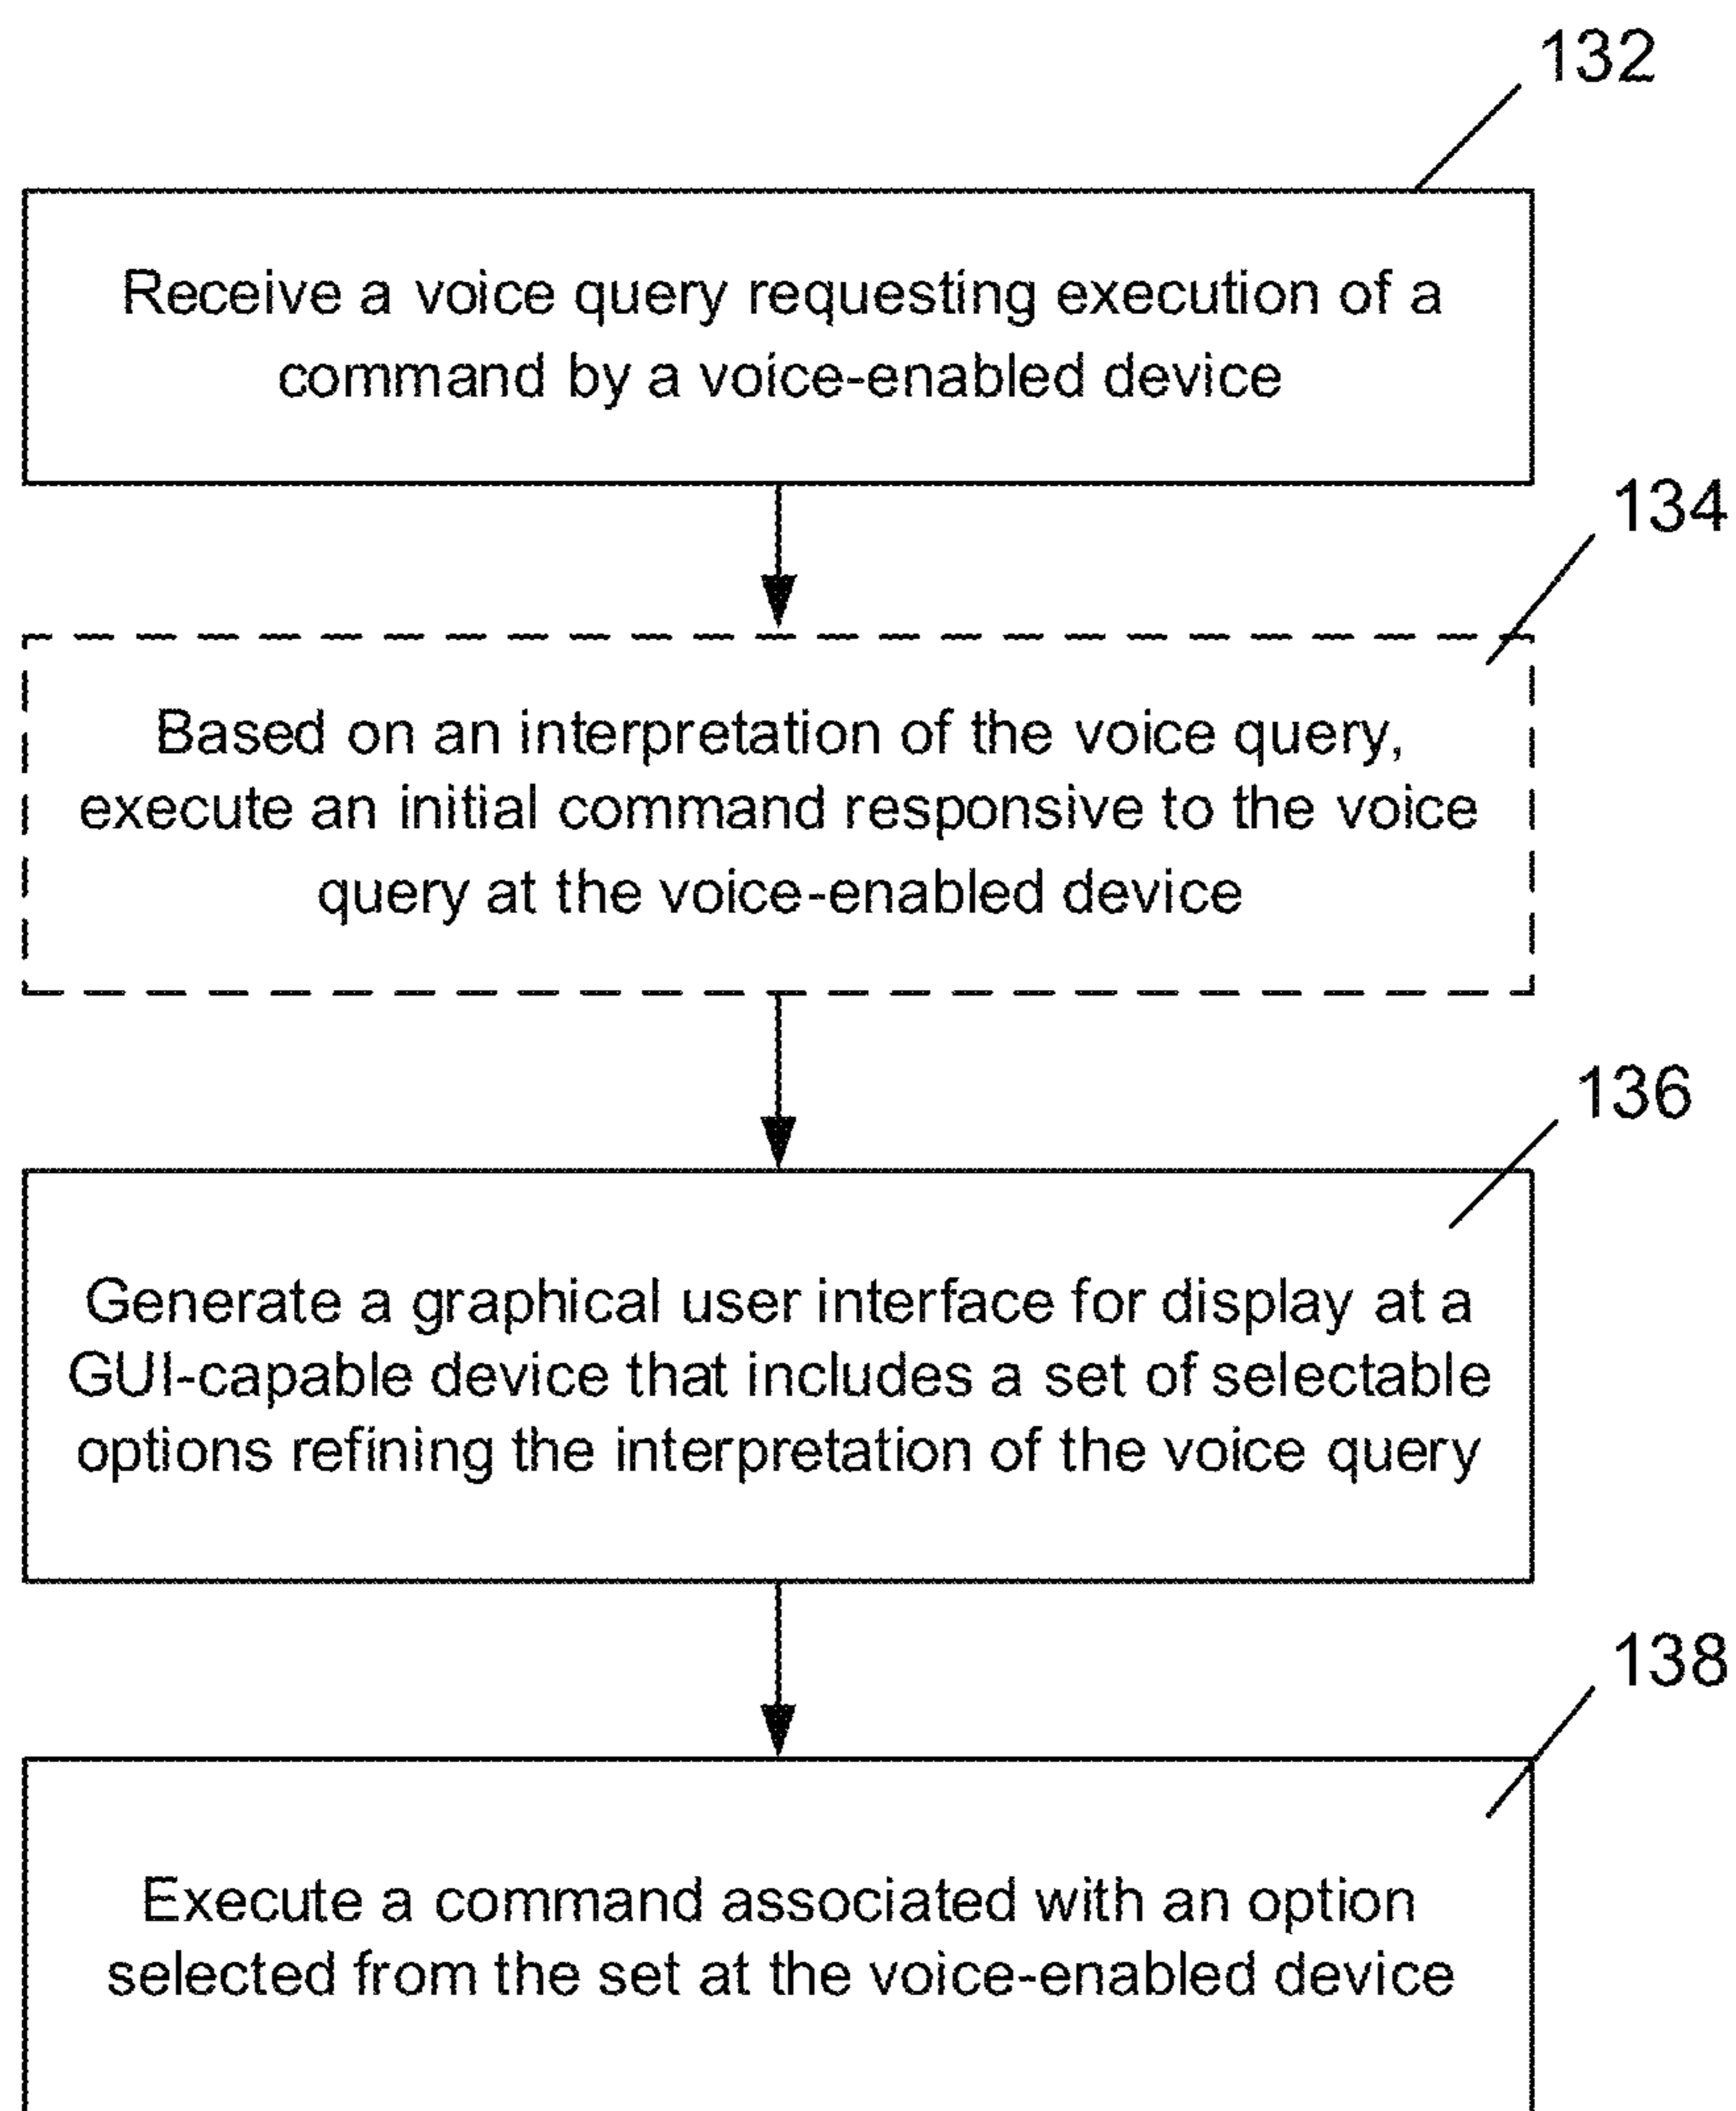 132
Receive a voice query requesting execution of a
command by a voice-enabled device
134
Based on an interpretation of the voice query,
execute an initial command responsive to the voice
query at the voice-enabled device
136
Generate a graphical user interface for display at a
GUI-capable device that includes a set of selectable
options refining the interpretation of the voice query
138
Execute a command associated with an option
selected from the set at the voice-enabled device